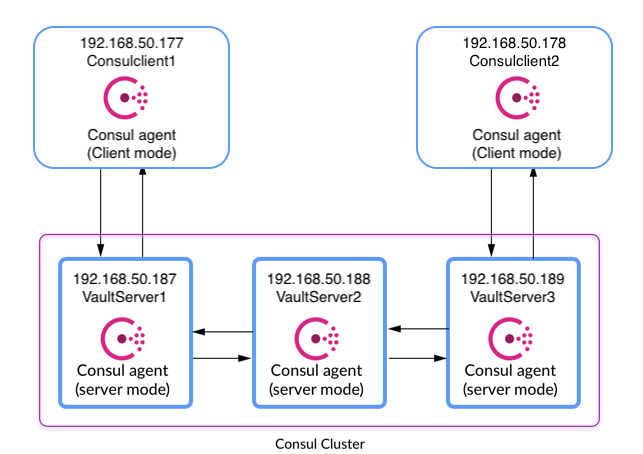 192.168.50.177
Consulclient1
Consul agent
(Client mode)
192.168.50.178
Consulclient2
Consul agent
(Client mode)
192.168.50.187
VaultServer1
Consul agent
(server mode)
192.168.50.188
VaultServer2
Consul agent
(server mode)
192.168.50.189
VaultServer3
Consul agent
(server mode)
Consul Cluster